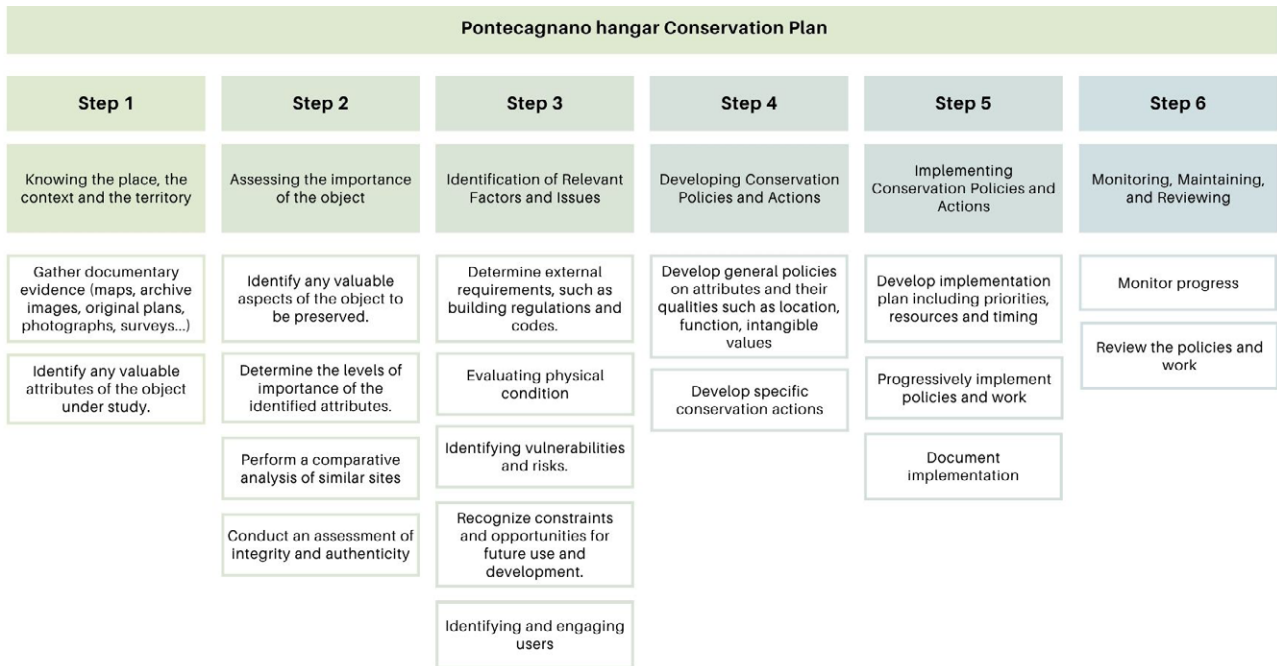 Pontecagnano hangar Conservation Plan
Step 1
Knowing the place, the
context and the territory
Gather documentary
evidence (maps, archive
images, original plans,
photographs, surveys...)
Identify any valuable
attributes of the object
under study.
Step 2
Assessing the importance
of the object
Identify any valuable
aspects of the object to
be preserved.
Determine the levels of
importance of the
identified attributes.
Perform a comparative
analysis of similar sites
Conduct an assessment of
integrity and authenticity
Step 3
Identification of Relevant
Factors and Issues
Determine external
requirements, such as
building regulations and
codes.
Evaluating physical
condition
Identifying vulnerabilities
and risks.
Recognize constraints
and opportunities for
future use and
development.
Identifying and engaging
users
Step 4
Developing Conservation
Policies and Actions
Develop general policies
on attributes and their
qualities such as location,
function, intangible
values
Develop specific
conservation actions
Step 5
Implementing
Conservation Policies and
Actions
Develop implementation
plan including priorities,
resources and timing
Progressively implement
policies and work
Document
implementation
Step 6
Monitoring, Maintaining,
and Reviewing
Monitor progress
Review the policies and
work